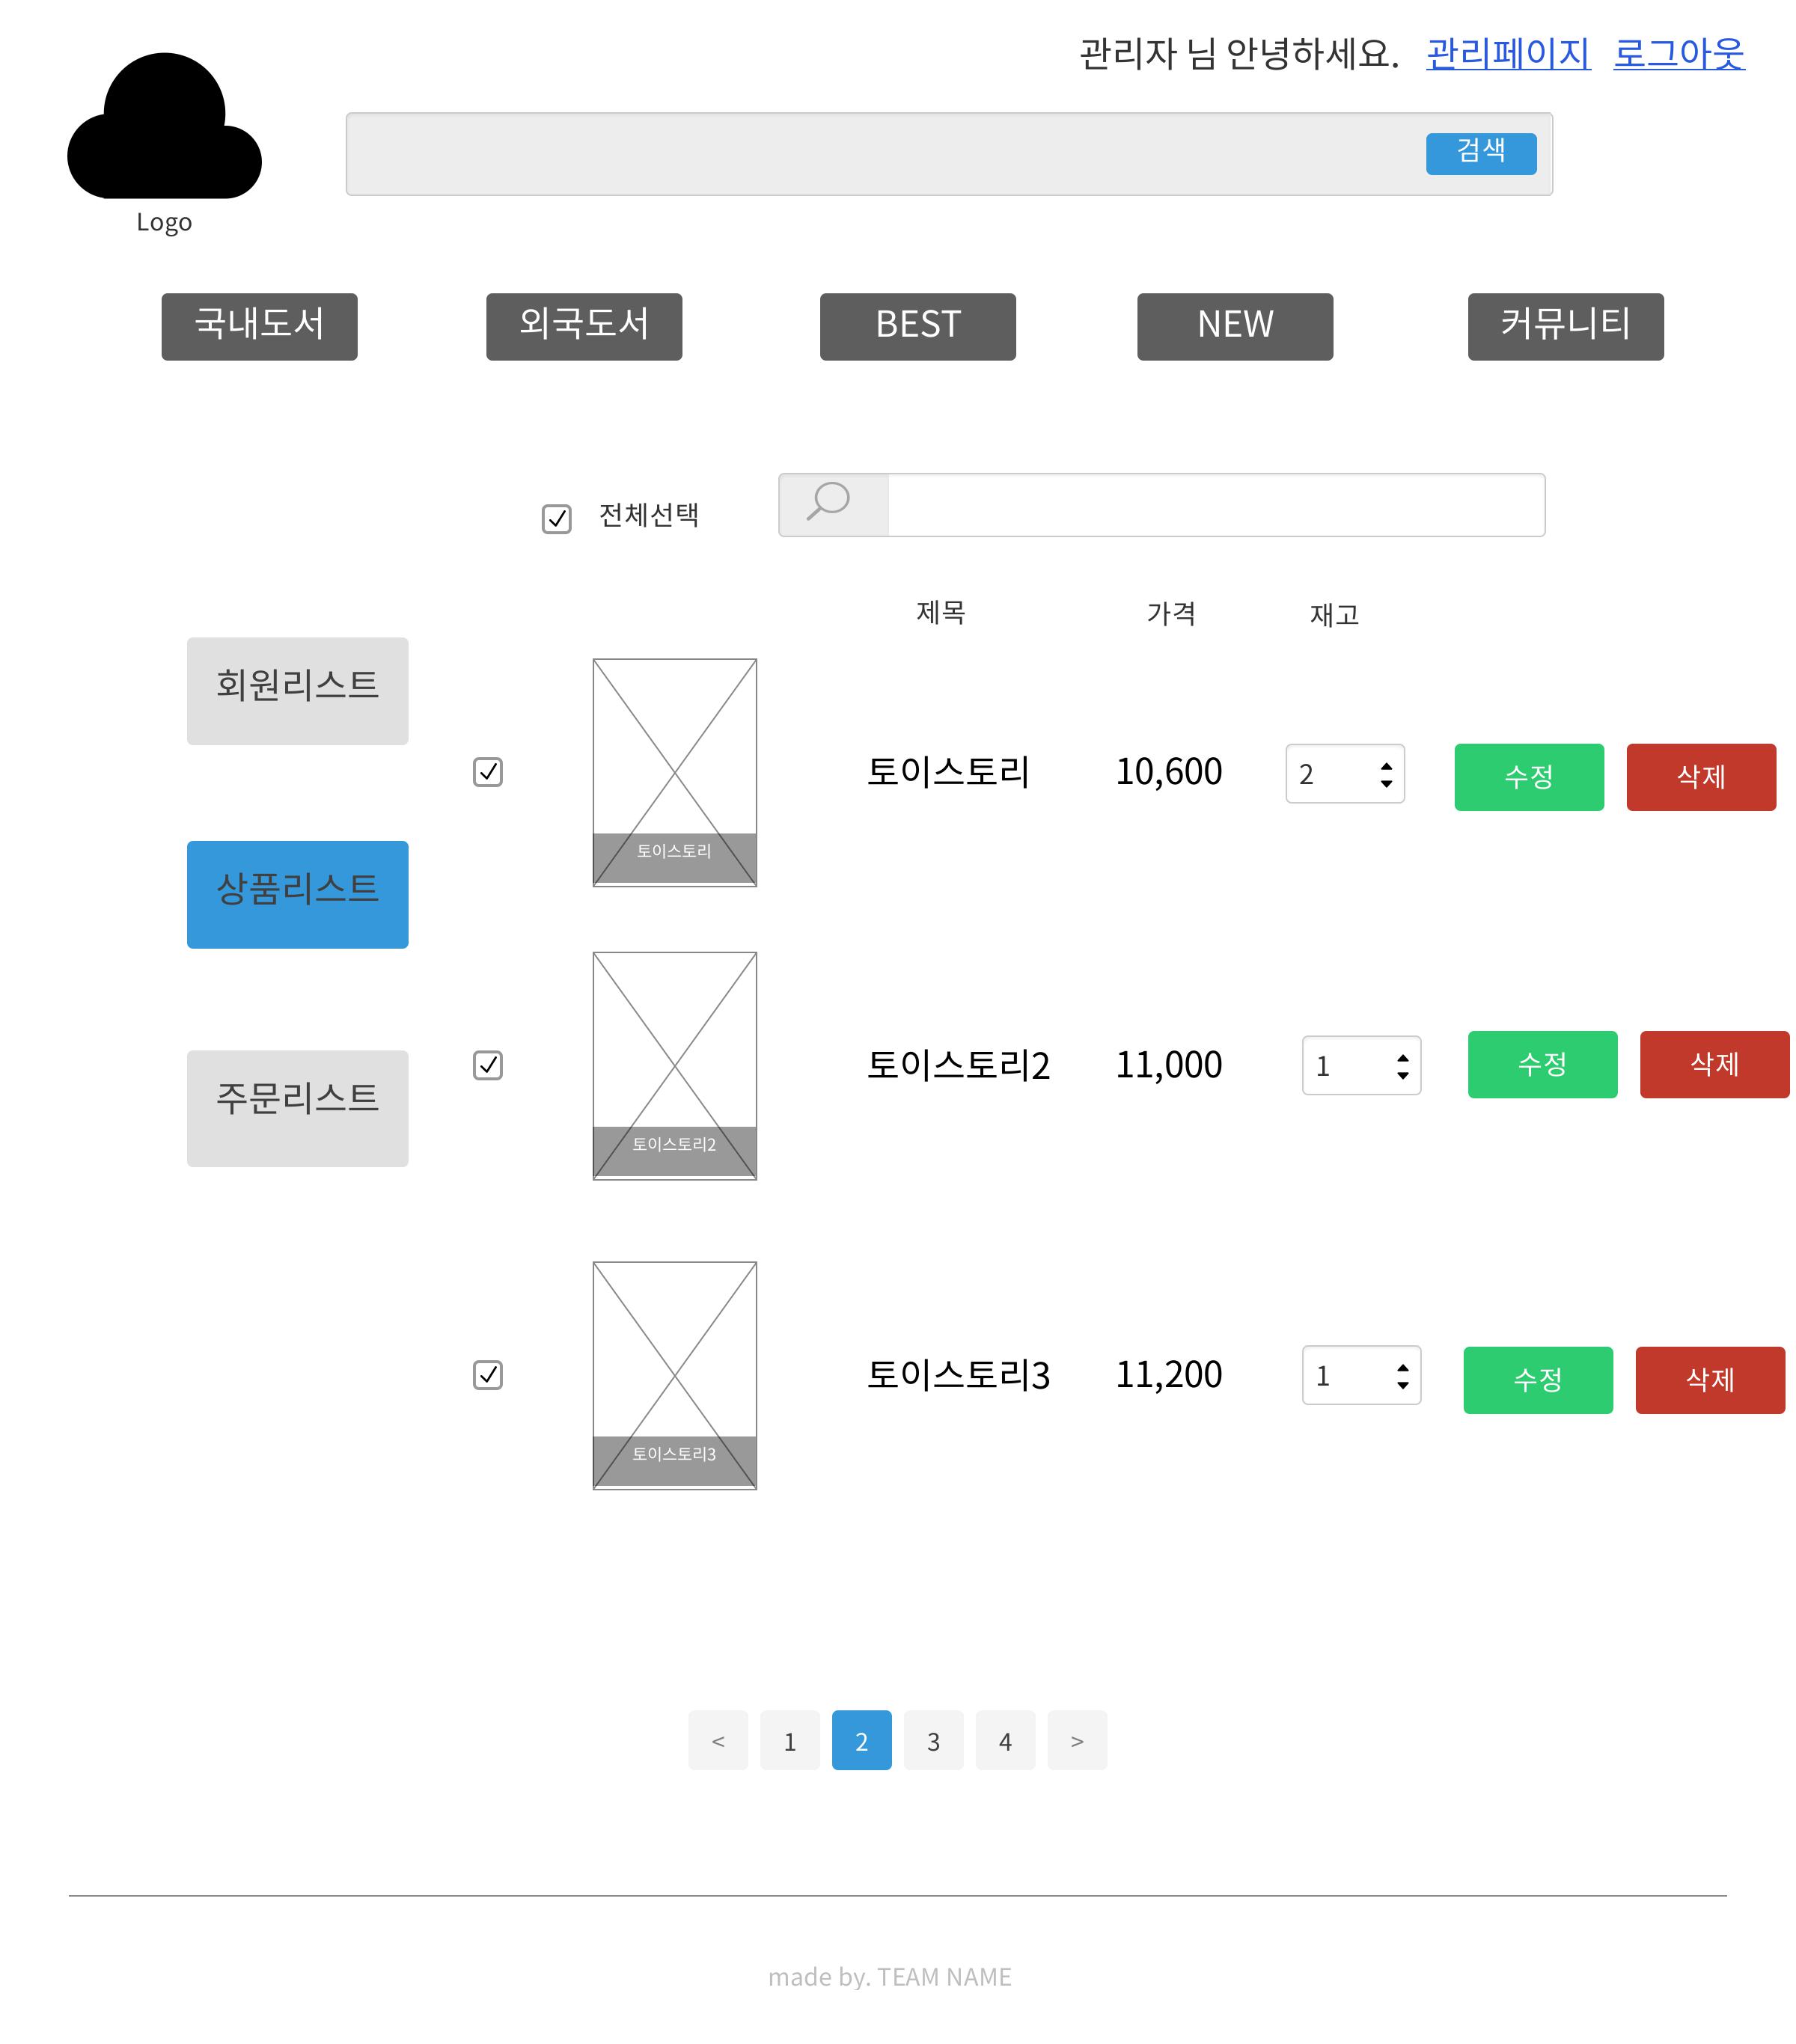 관리자 님 안녕하세요. 관리페이지 로그아웃
검색
Logo
국내도서 외국도서 BEST NEW 커뮤니티
전체선택
제목 가격 재고
회원리스트
상품리스트
주문리스트
토이스토리 10,600 2 수정 삭제
토이스토리
토이스토리2 11,000 1 수정 삭제
토이스토리2
토이스토리3 11,200 1 수정 삭제
토이스토리3
< 1 2 3 4 >
made by. TEAM NAME